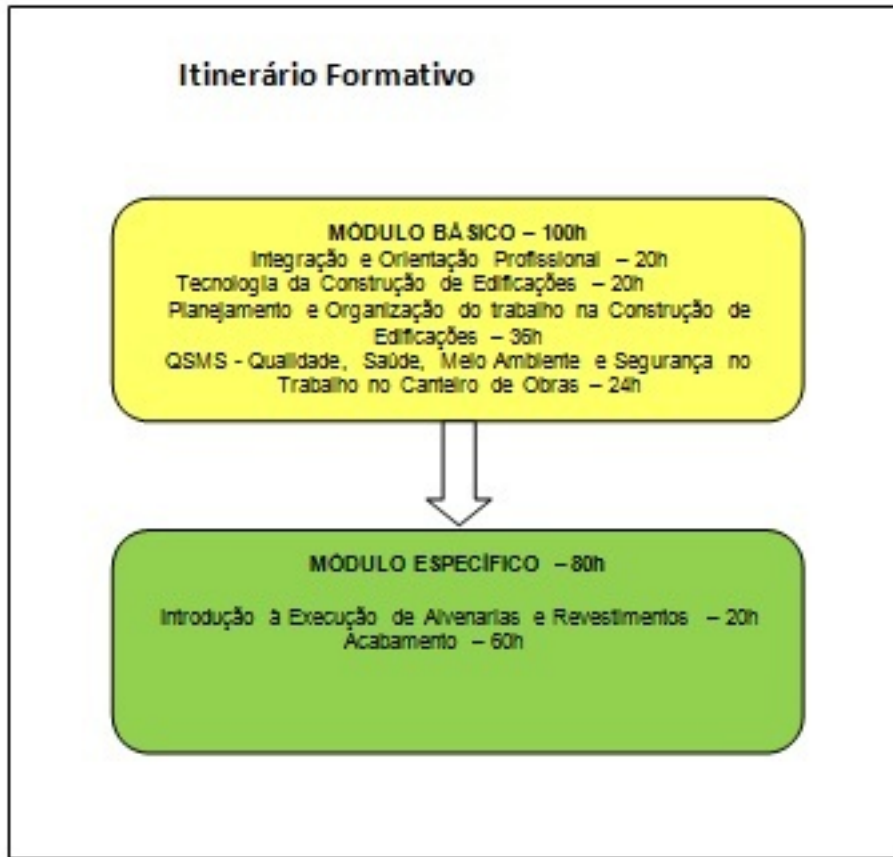 Itinerário Formativo
MÓDULO BÁSICO – 100h
Integração e Orientação Profissional – 20h
Tecnologia da Construção de Edificações – 20h
Planejamento e Organização do trabalho na Construção de
Edificações – 36h
QSMS - Qualidade, Saúde, Meio Ambiente e Segurança no
Trabalho no Canteiro de Obras – 24h
MÓDULO ESPECÍFICO – 80h
Introdução à Execução de Alvenarias e Revestimentos – 20h
Acabamento – 60h